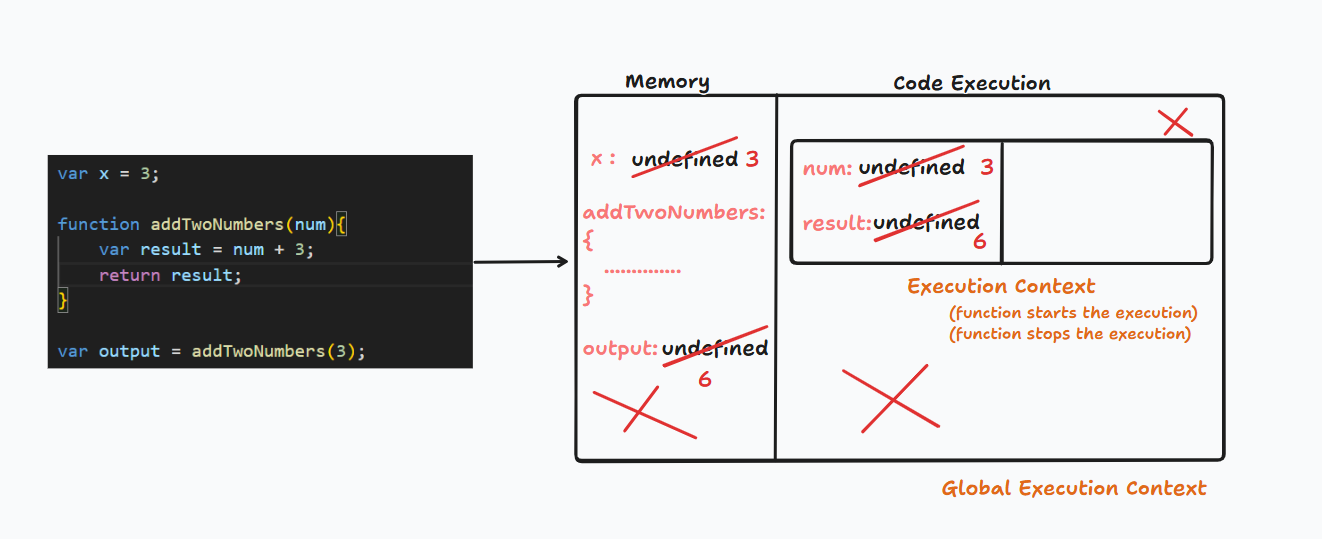 var x = 3;
function addTwoNumbers(num){
var result = num + 3;
return result;
}
var output = addTwoNumbers(3);
Memory
x : undefined 3
addTwoNumbers:
{
..............
}
output: undefined
6
Code Execution
num: undefined 3
result: undefined
6
Execution Context
(function starts the execution)
(function stops the execution)
Global Execution Context